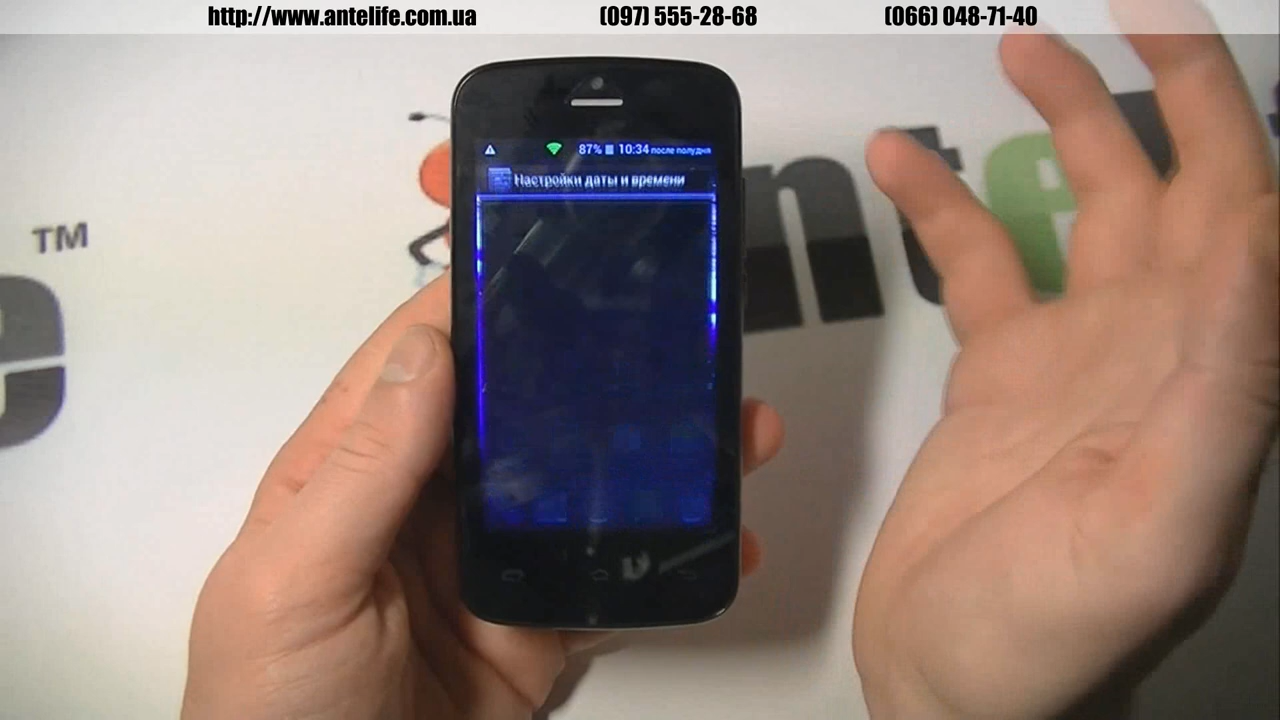 http://www.antelife.com.ua (097) 555-28-68 (066) 048-71-40
87% 10:34 после полудня
Настройки даты и времени
TM
e
ante